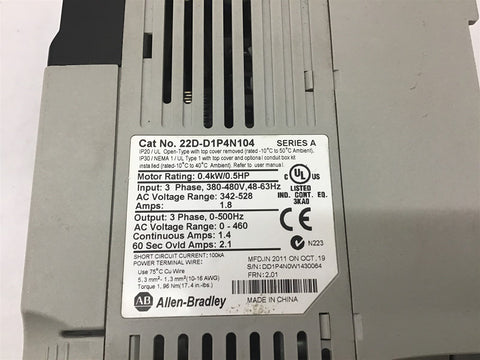 Cat No. 22D-D1P4N104 SERIES A
IP20 / UL Open-Type with top cover removed (rated -10°C to 50°C Ambient).
IP30 / NEMA 1 / UL Type 1 with top cover and optional conduit box kit
installed (rated -10°C to 40°C Ambient). Refer to user manual.
Motor Rating: 0.4kW/0.5HP
Input: 3 Phase, 380-480V,48-63Hz
AC Voltage Range: 342-528
Amps: 1.8
C UL US
LISTED
IND. CONT. EQ.
3KA0
Output: 3 Phase, 0-500Hz
AC Voltage Range: 0 - 460
Continuous Amps: 1.4
60 Sec Ovld Amps: 2.1
CE
N223
SHORT CIRCUIT CURRENT: 100kA
POWER TERMINAL WIRE:
Use 75°C Cu Wire
5.3 mm² - 1.3 mm²(10-16 AWG)
Torque 1.96 Nm(17.4 in.-lbs.)
MFD.IN 2011 ON OCT, 19
S/N: DD1P4N0W1430064
FRN: 2.01
AB Allen-Bradley MADE IN CHINA